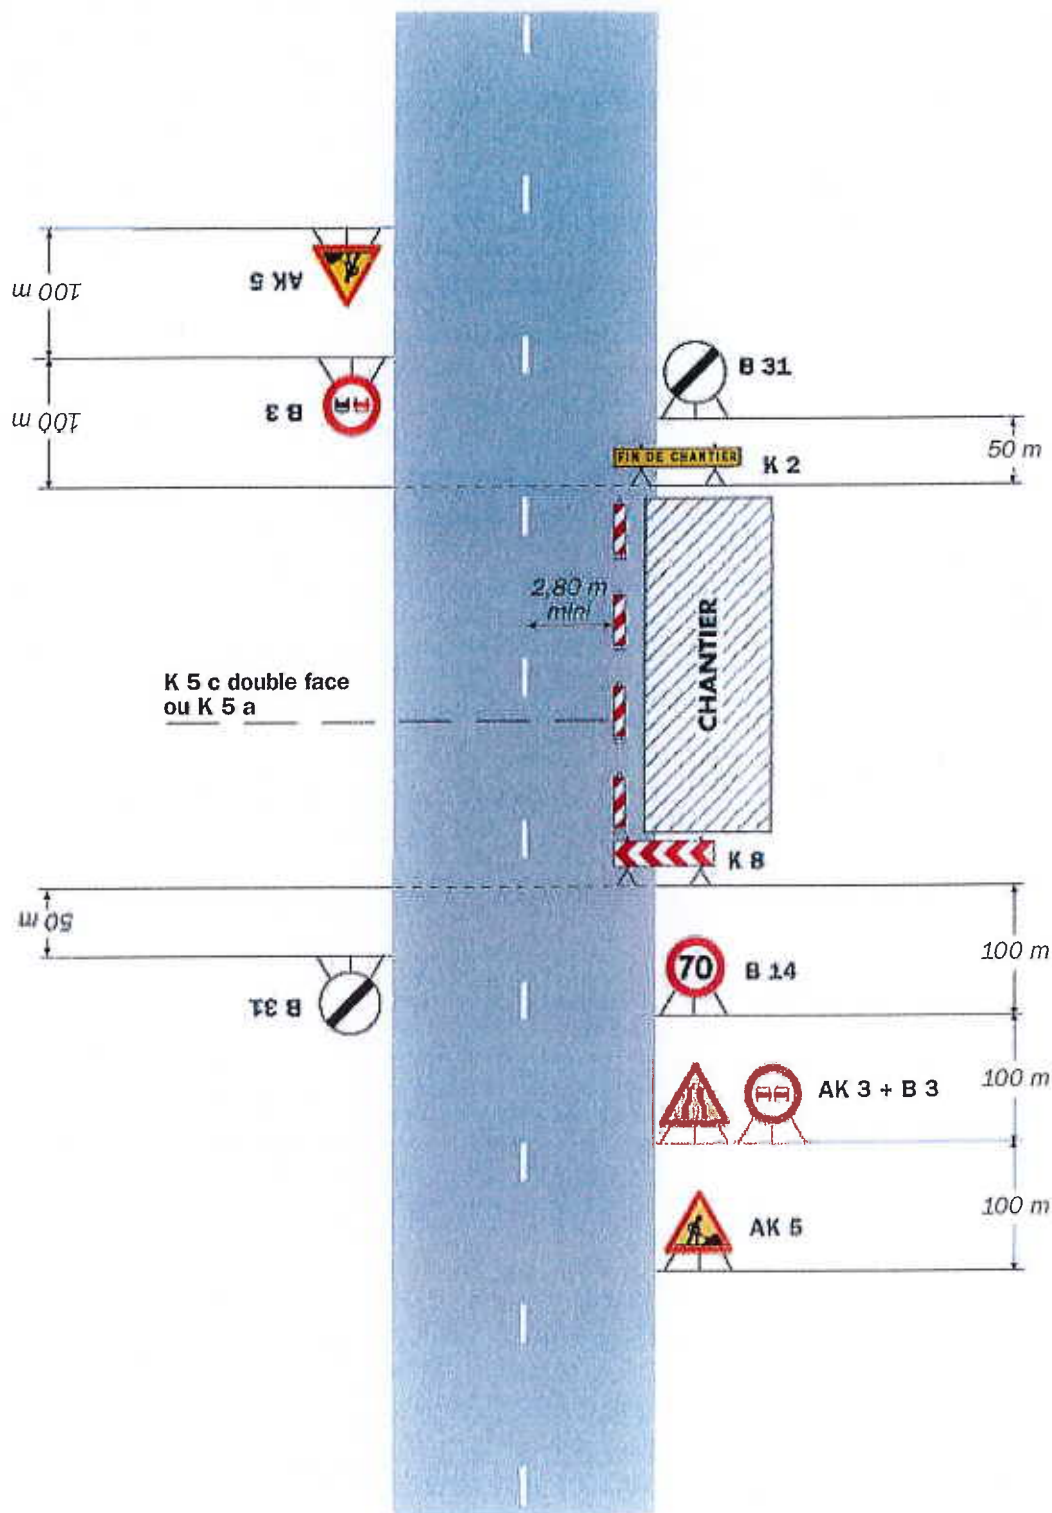 AK 5
100 m
B 31
B 3
100 m
50 m
FIN DE CHANTIER
K 2
2,80 m
mini
CHANTIER
K 5 c double face
ou K 5 a
K 8
50 m
100 m
70
B 14
B 31
AK 3 + B 3
100 m
AK 5
100 m